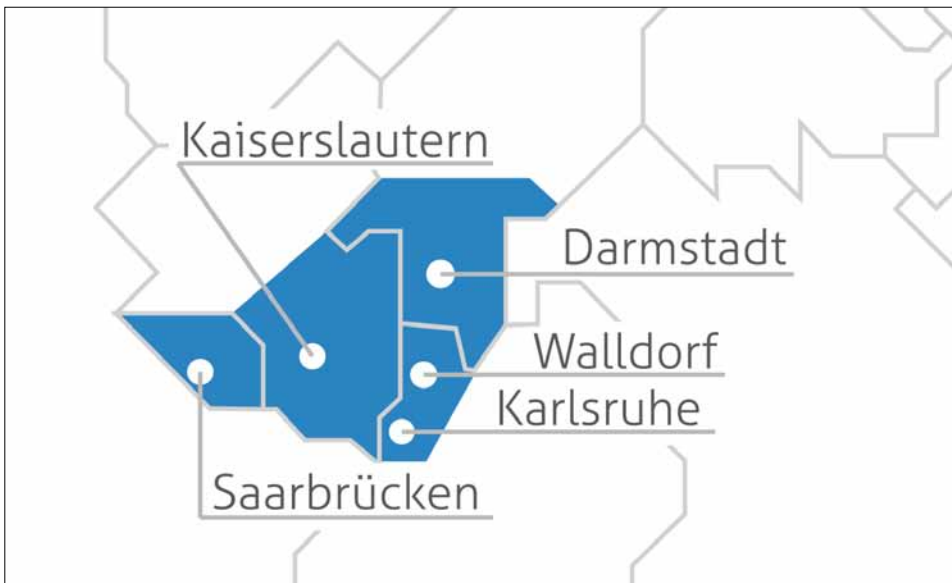 Kaiserslautern
Darmstadt
Walldorf
Karlsruhe
Saarbrücken